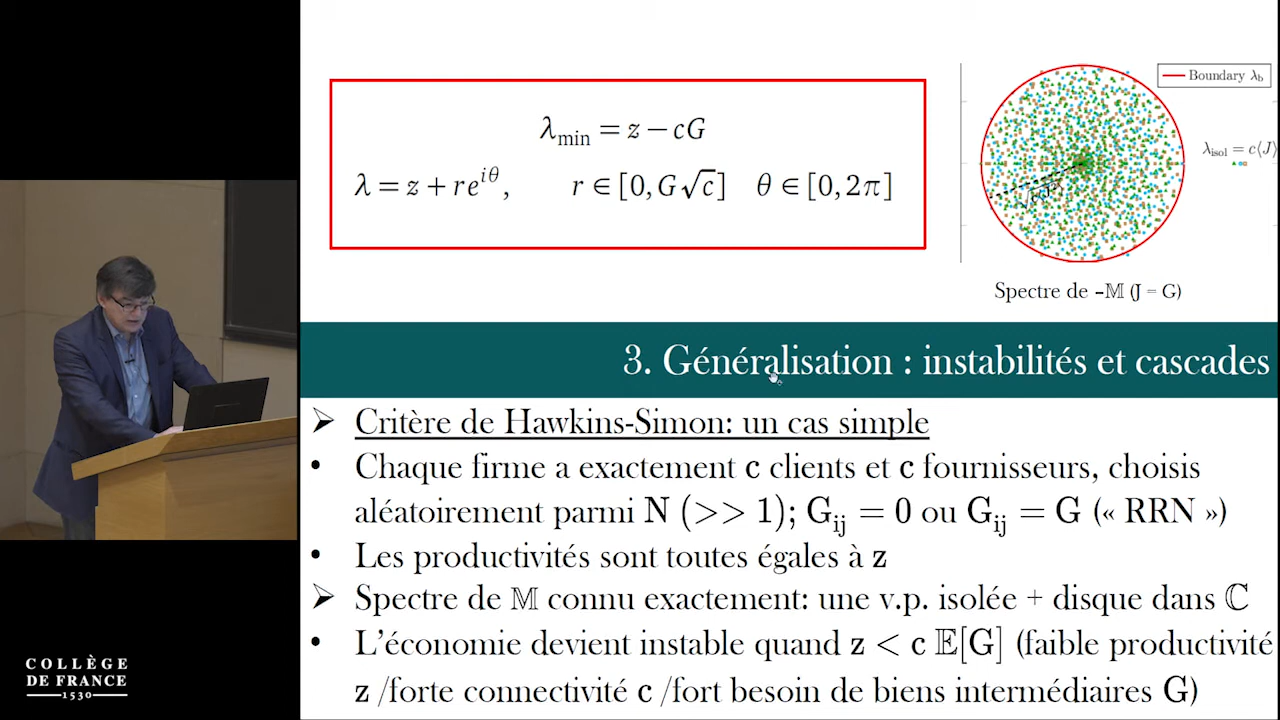 λ_min = z − cG
λ = z + re^{iθ}, r ∈ [0, G√c] θ ∈ [0, 2π]
Boundary λ_b
λ_isol = c⟨J⟩
Spectre de -𝕄 (J = G)
3. Généralisation : instabilités et cascades
➢ Critère de Hawkins-Simon: un cas simple
• Chaque firme a exactement c clients et c fournisseurs, choisis
aléatoirement parmi N (>> 1); G_ij = 0 ou G_ij = G (« RRN »)
• Les productivités sont toutes égales à z
➢ Spectre de 𝕄 connu exactement: une v.p. isolée + disque dans ℂ
• L'économie devient instable quand z < c 𝔼[G] (faible productivité
z /forte connectivité c /fort besoin de biens intermédiaires G)
COLLÈGE
DE FRANCE
1530